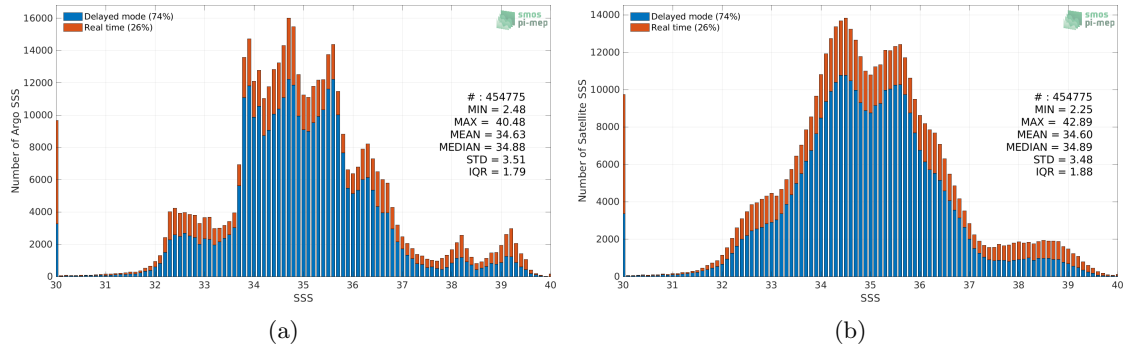 Delayed mode (74%)
Real time (26%)
smos
pi-mep
# : 454775
MIN = 2.48
MAX = 40.48
MEAN = 34.63
MEDIAN = 34.88
STD = 3.51
IQR = 1.79
Number of Argo SSS
16000
14000
12000
10000
8000
6000
4000
2000
0
30 31 32 33 34 35 36 37 38 39 40
SSS
(a)
Delayed mode (74%)
Real time (26%)
smos
pi-mep
# : 454775
MIN = 2.25
MAX = 42.89
MEAN = 34.60
MEDIAN = 34.89
STD = 3.48
IQR = 1.88
Number of Satellite SSS
14000
12000
10000
8000
6000
4000
2000
0
30 31 32 33 34 35 36 37 38 39 40
SSS
(b)